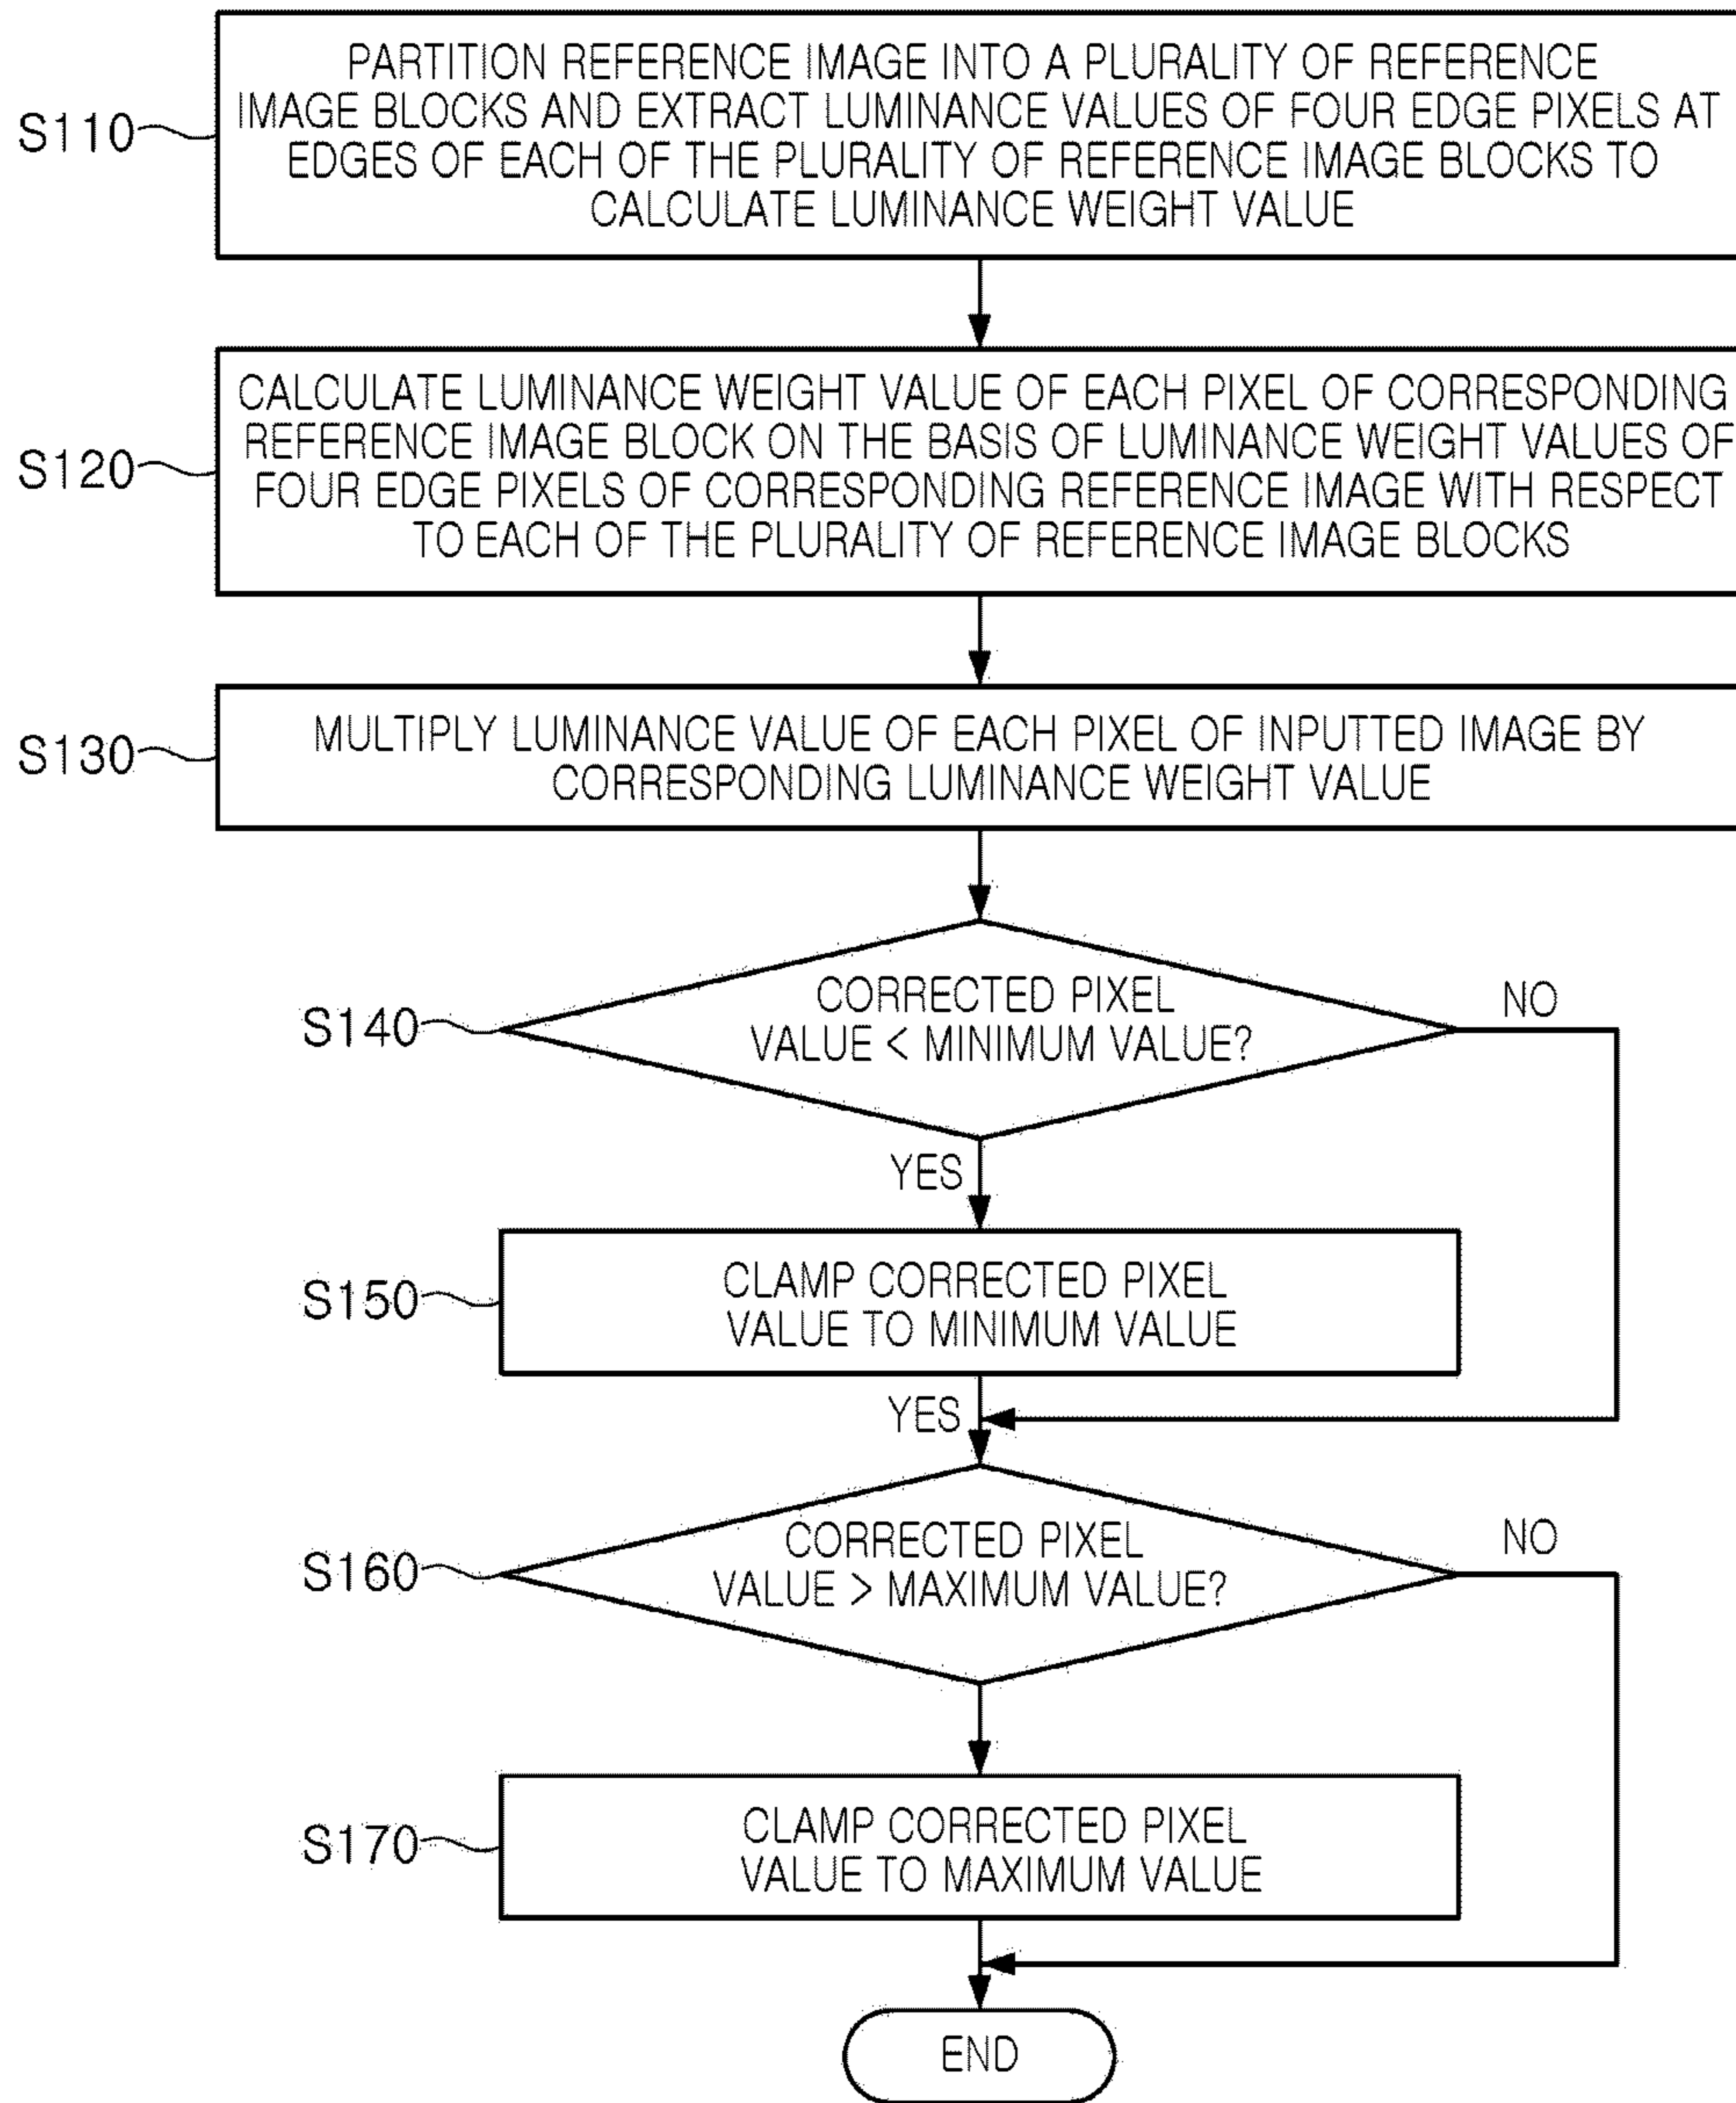 PARTITION REFERENCE IMAGE INTO A PLURALITY OF REFERENCE
IMAGE BLOCKS AND EXTRACT LUMINANCE VALUES OF FOUR EDGE PIXELS AT
S110
EDGES OF EACH OF THE PLURALITY OF REFERENCE IMAGE BLOCKS TO
CALCULATE LUMINANCE WEIGHT VALUE
CALCULATE LUMINANCE WEIGHT VALUE OF EACH PIXEL OF CORRESPONDING
REFERENCE IMAGE BLOCK ON THE BASIS OF LUMINANCE WEIGHT VALUES OF
S120
FOUR EDGE PIXELS OF CORRESPONDING REFERENCE IMAGE WITH RESPECT
TO EACH OF THE PLURALITY OF REFERENCE IMAGE BLOCKS
MULTIPLY LUMINANCE VALUE OF EACH PIXEL OF INPUTTED IMAGE BY
S130
CORRESPONDING LUMINANCE WEIGHT VALUE
CORRECTED PIXEL
NO
S140
VALUE < MINIMUM VALUE?
YES
CLAMP CORRECTED PIXEL
S150
VALUE TO MINIMUM VALUE
YES
CORRECTED PIXEL
NO
S160
VALUE > MAXIMUM VALUE?
CLAMP CORRECTED PIXEL
S170
VALUE TO MAXIMUM VALUE
END